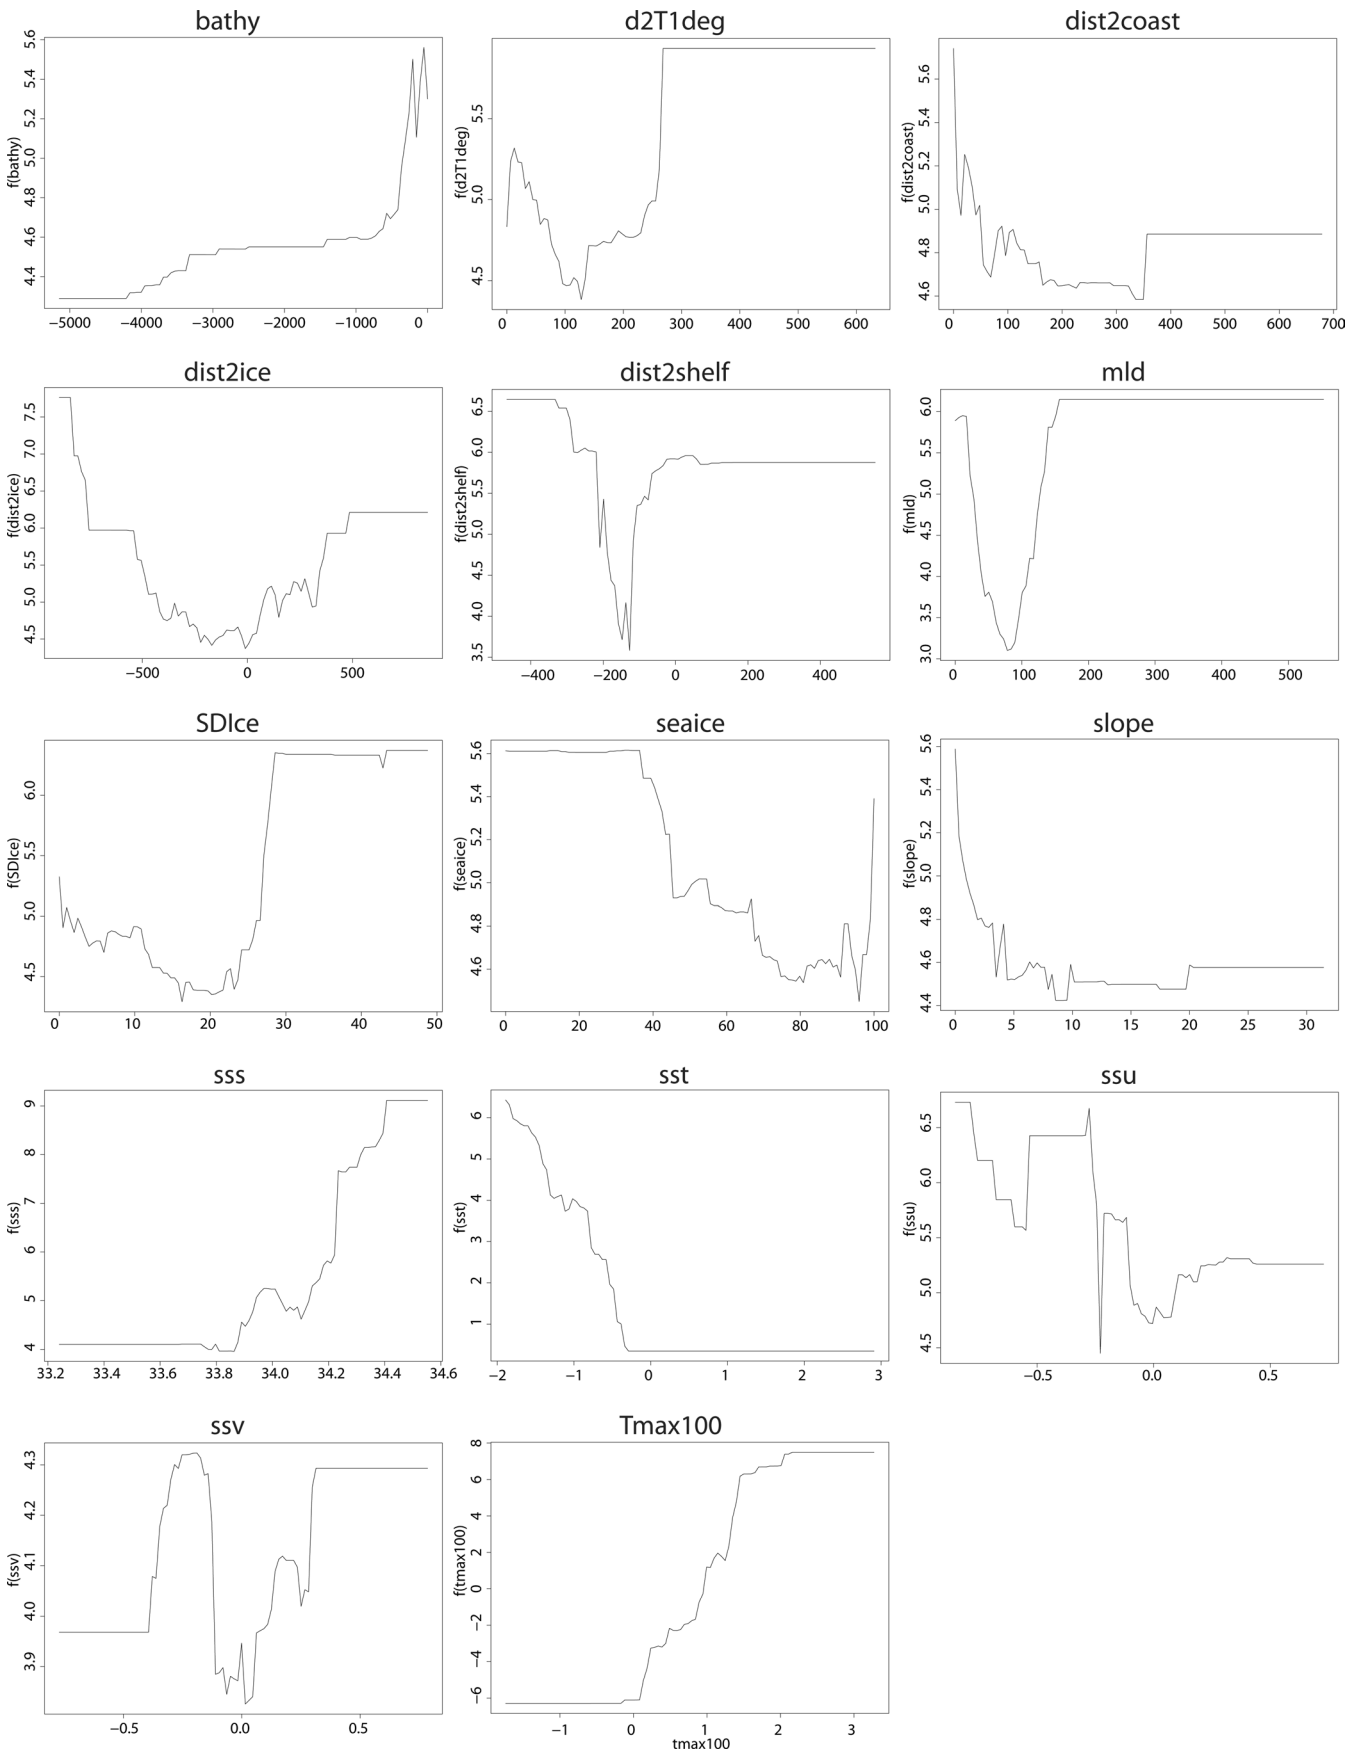 bathy
d2T1deg
dist2coast
f(bathy)
4.4 4.6 4.8 5.0 5.2 5.4 5.6
−5000 −4000 −3000 −2000 −1000 0
f(d2T1deg)
4.5 5.0 5.5
0 100 200 300 400 500 600
f(dist2coast)
4.6 4.8 5.0 5.2 5.4 5.6
0 100 200 300 400 500 600 700
dist2ice
dist2shelf
mld
f(dist2ice)
4.5 5.0 5.5 6.0 6.5 7.0 7.5
−500 0 500
f(dist2shelf)
3.5 4.0 4.5 5.0 5.5 6.0 6.5
−400 −200 0 200 400
f(mld)
3.0 3.5 4.0 4.5 5.0 5.5 6.0
0 100 200 300 400 500
SDIce
seaice
slope
f(SDIce)
4.5 5.0 5.5 6.0
0 10 20 30 40 50
f(seaice)
4.6 4.8 5.0 5.2 5.4 5.6
0 20 40 60 80 100
f(slope)
4.4 4.6 4.8 5.0 5.2 5.4 5.6
0 5 10 15 20 25 30
sss
sst
ssu
f(sss)
4 5 6 7 8 9
33.2 33.4 33.6 33.8 34.0 34.2 34.4 34.6
f(sst)
1 2 3 4 5 6
−2 −1 0 1 2 3
f(ssu)
4.5 5.0 5.5 6.0 6.5
−0.5 0.0 0.5
ssv
Tmax100
f(ssv)
3.9 4.0 4.1 4.2 4.3
−0.5 0.0 0.5
f(tmax100)
−6 −4 −2 0 2 4 6 8
−1 0 1 2 3
tmax100